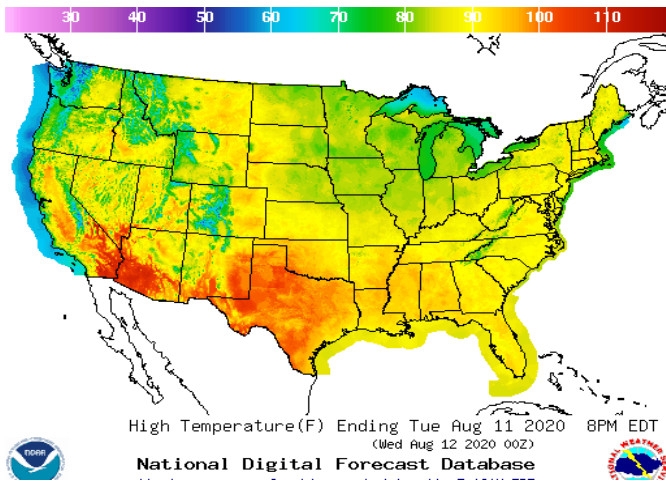 30 40 50 60 70 80 90 100 110
High Temperature(F) Ending Tue Aug 11 2020 8PM EDT
(Wed Aug 12 2020 00Z)
National Digital Forecast Database
NOAA